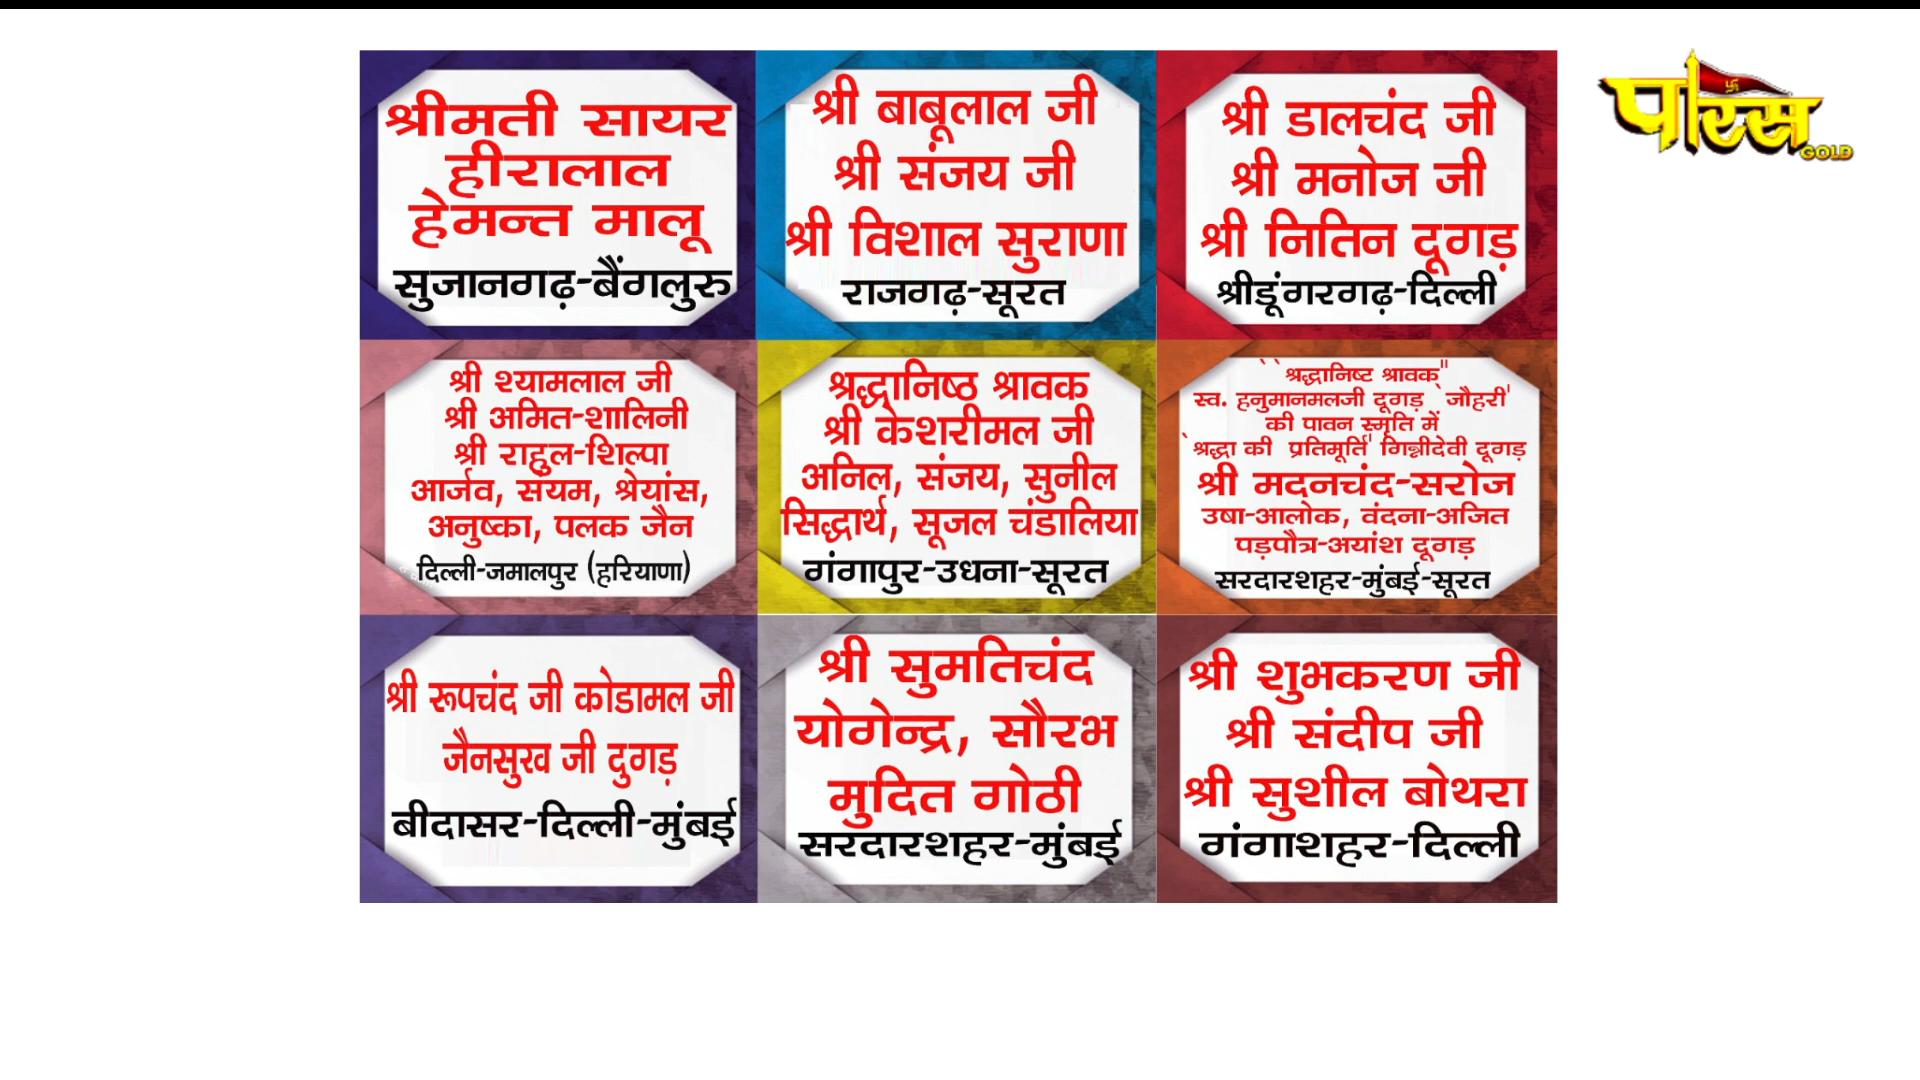 श्रीमती सायर
हीरालाल
हेमन्त मालू
सुजानगढ़-बैंगलुरु
श्री बाबूलाल जी
श्री संजय जी
श्री विशाल सुराणा
राजगढ़-सूरत
श्री डालचंद जी
श्री मनोज जी
श्री नितिन दूगड़
श्रीडूंगरगढ़-दिल्ली
श्री श्यामलाल जी
श्री अमित-शालिनी
श्री राहुल-शिल्पा
आर्जव, संयम, श्रेयांस,
अनुष्का, पलक जैन
दिल्ली-जमालपुर (हरियाणा)
श्रद्धानिष्ठ श्रावक
श्री केशरीमल जी
अनिल, संजय, सुनील
सिद्धार्थ, सूजल चंडालिया
गंगापुर-उधना-सूरत
``श्रद्धानिष्ट श्रावक"
स्व. हनुमानमलजी दूगड़ `जौहरी'
की पावन स्मृति में
`श्रद्धा की प्रतिमूर्ति' गिन्नीदेवी दूगड़
श्री मदनचंद-सरोज
उषा-आलोक, वंदना-अजित
पड़पौत्र-अयांश दूगड़
सरदारशहर-मुंबई-सूरत
श्री रूपचंद जी कोडामल जी
जैनसुख जी दुगड़
बीदासर-दिल्ली-मुंबई
श्री सुमतिचंद
योगेन्द्र, सौरभ
मुदित गोठी
सरदारशहर-मुंबई
श्री शुभकरण जी
श्री संदीप जी
श्री सुशील बोथरा
गंगाशहर-दिल्ली
पारस
GOLD